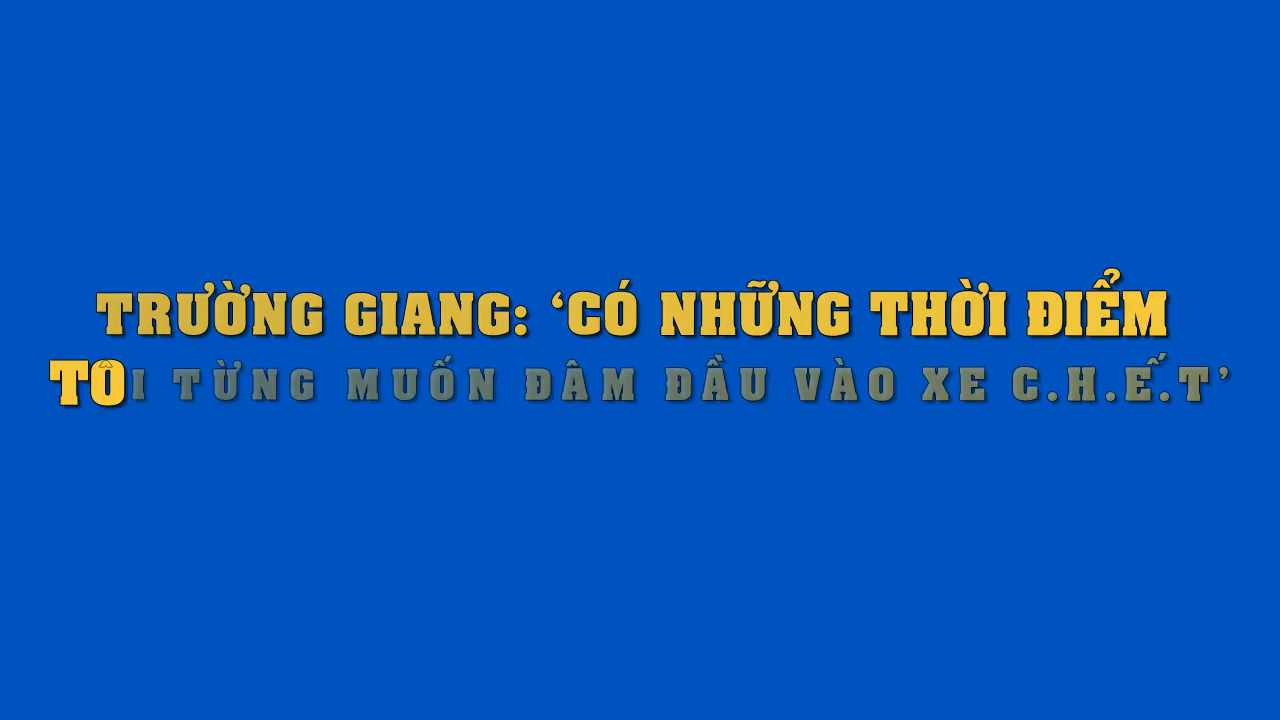 TRƯỜNG GIANG: ‘CÓ NHỮNG THỜI ĐIỂM
TÔI TỪNG MUỐN ĐÂM ĐẦU VÀO XE C.H.Ế.T’